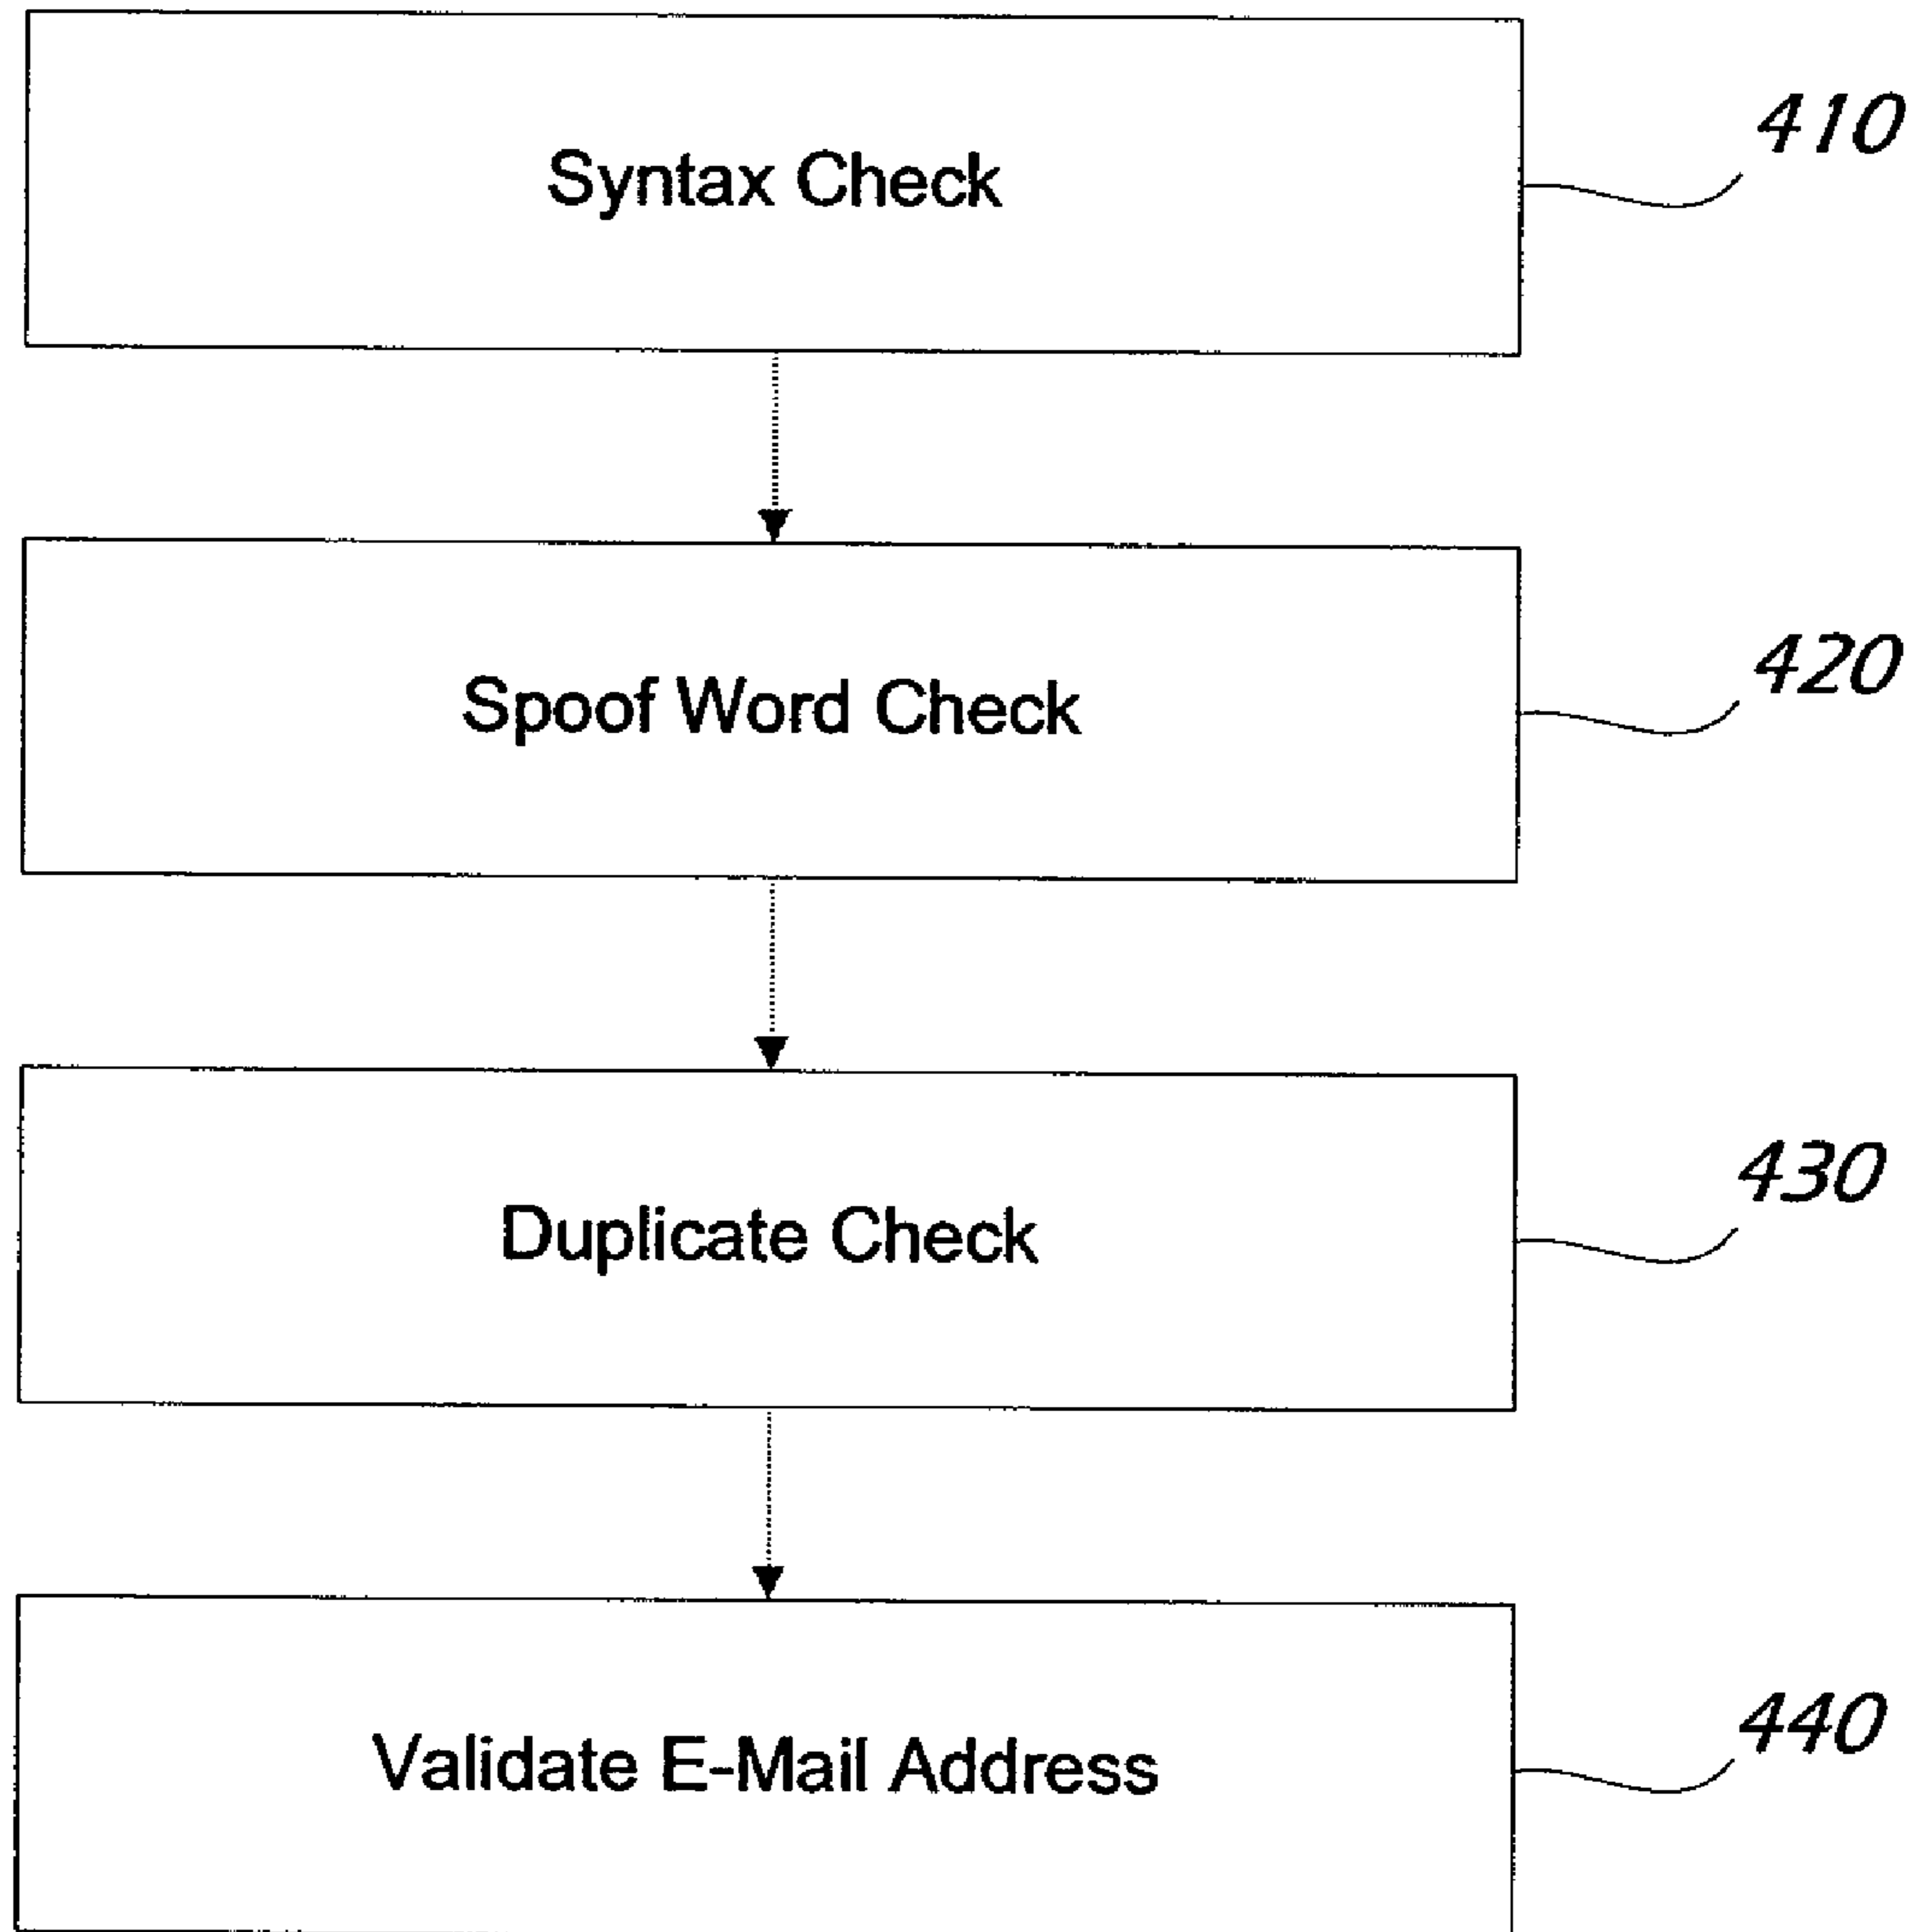 Syntax Check
410
Spoof Word Check
420
Duplicate Check
430
Validate E-Mail Address
440